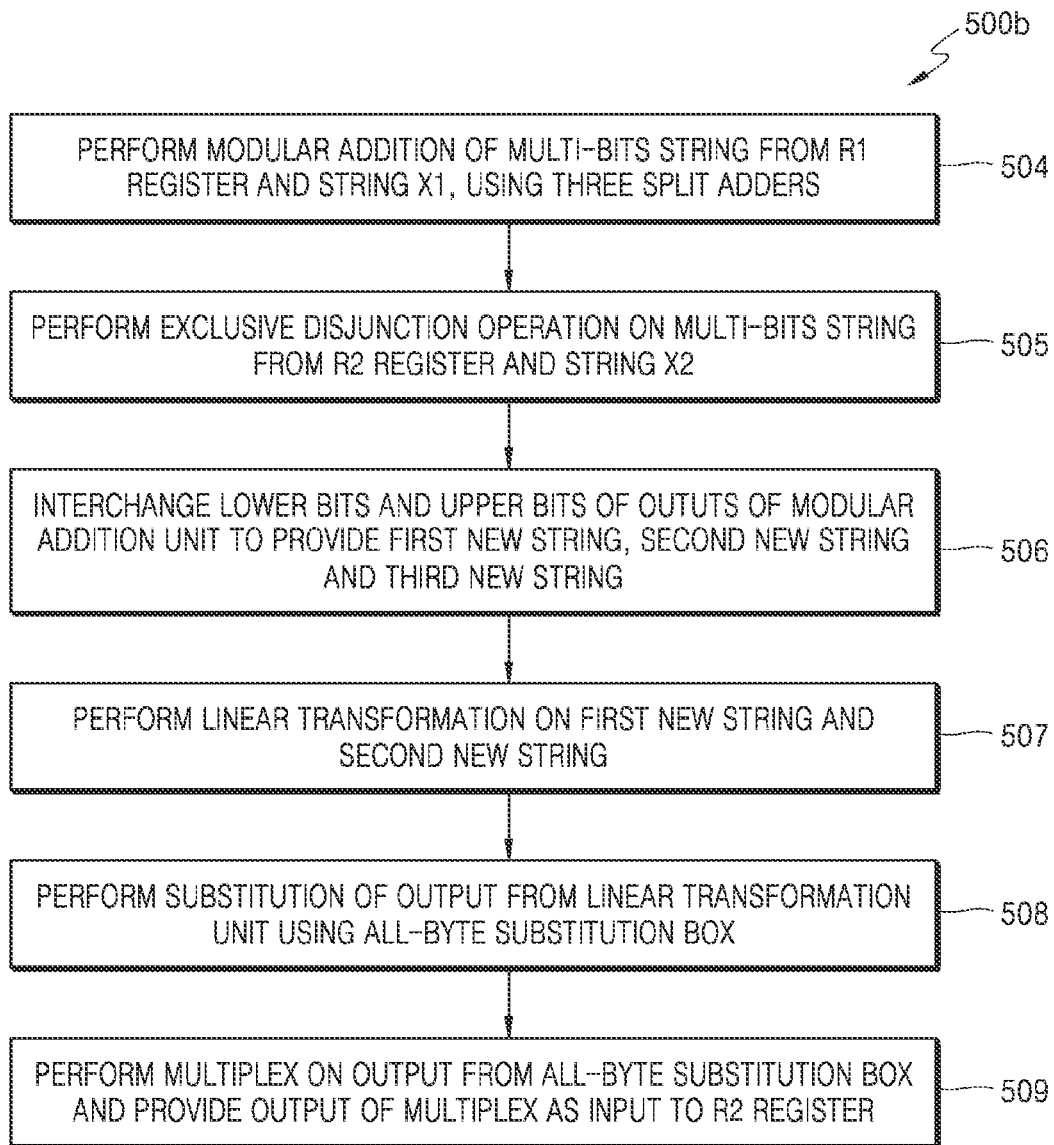 500b
PERFORM MODULAR ADDITION OF MULTI-BITS STRING FROM R1
REGISTER AND STRING X1, USING THREE SPLIT ADDERS
504
PERFORM EXCLUSIVE DISJUNCTION OPERATION ON MULTI-BITS STRING
FROM R2 REGISTER AND STRING X2
505
INTERCHANGE LOWER BITS AND UPPER BITS OF OUTUTS OF MODULAR
ADDITION UNIT TO PROVIDE FIRST NEW STRING, SECOND NEW STRING
AND THIRD NEW STRING
506
PERFORM LINEAR TRANSFORMATION ON FIRST NEW STRING AND
SECOND NEW STRING
507
PERFORM SUBSTITUTION OF OUTPUT FROM LINEAR TRANSFORMATION
UNIT USING ALL-BYTE SUBSTITUTION BOX
508
PERFORM MULTIPLEX ON OUTPUT FROM ALL-BYTE SUBSTITUTION BOX
AND PROVIDE OUTPUT OF MULTIPLEX AS INPUT TO R2 REGISTER
509